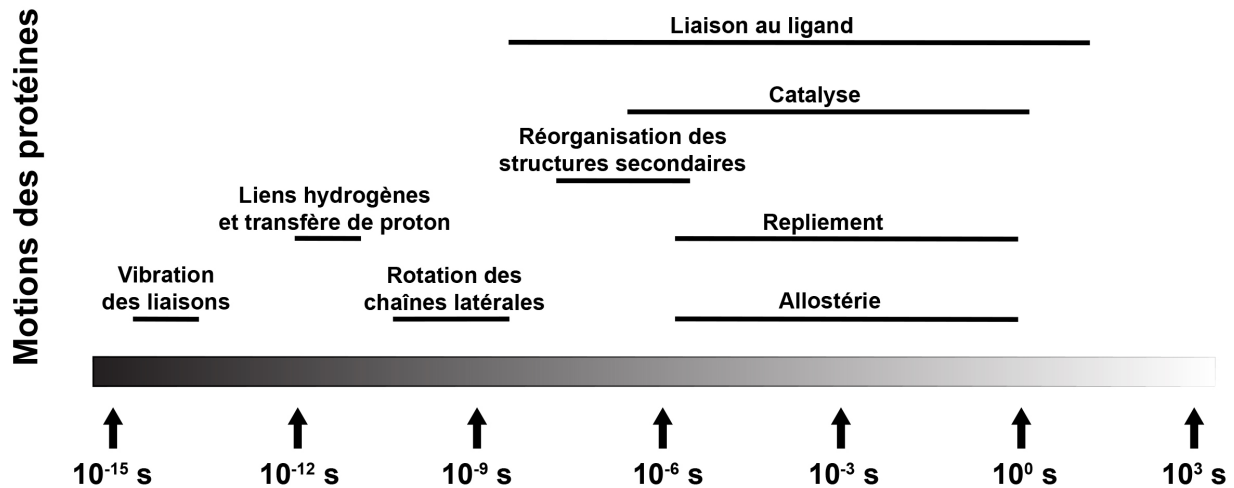 Motions des protéines
Liaison au ligand
Catalyse
Réorganisation des
structures secondaires
Liens hydrogènes
et transfère de proton
Repliement
Vibration
des liaisons
Rotation des
chaînes latérales
Allostérie
10⁻¹⁵ s
10⁻¹² s
10⁻⁹ s
10⁻⁶ s
10⁻³ s
10⁰ s
10³ s